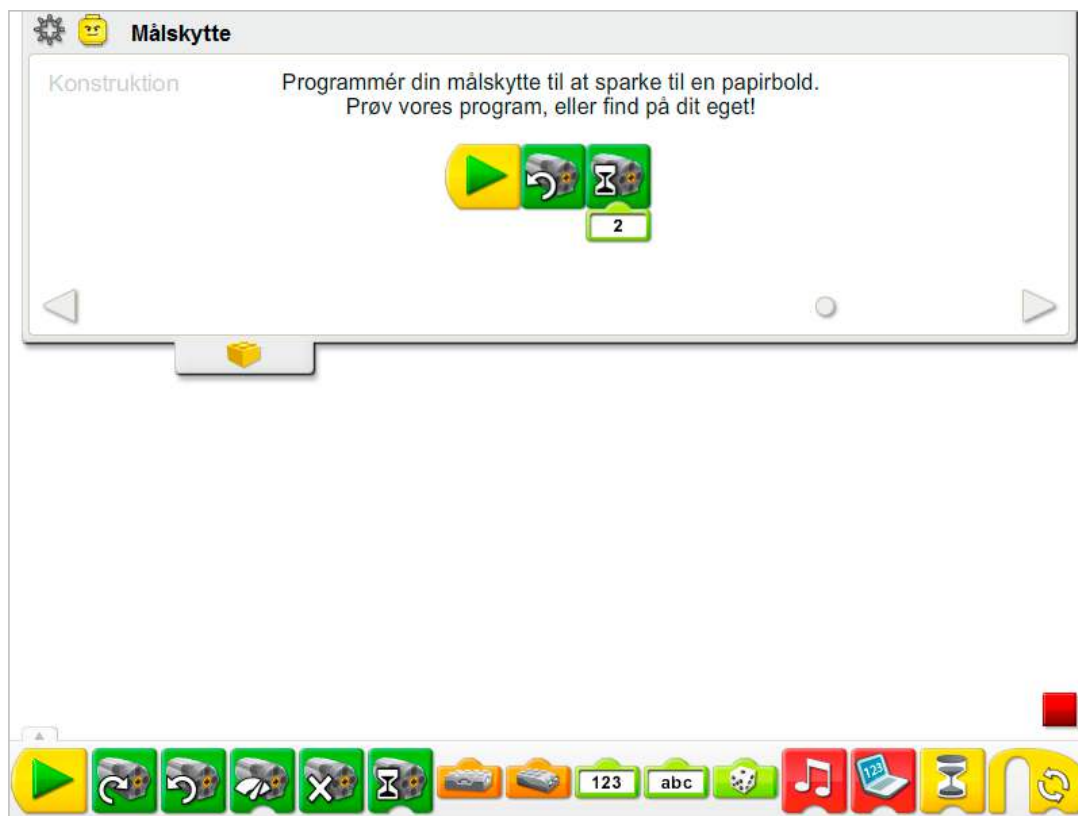 Målskytte
Konstruktion
Programmér din målskytte til at sparke til en papirbold.
Prøv vores program, eller find på dit eget!
2
123
abc
123